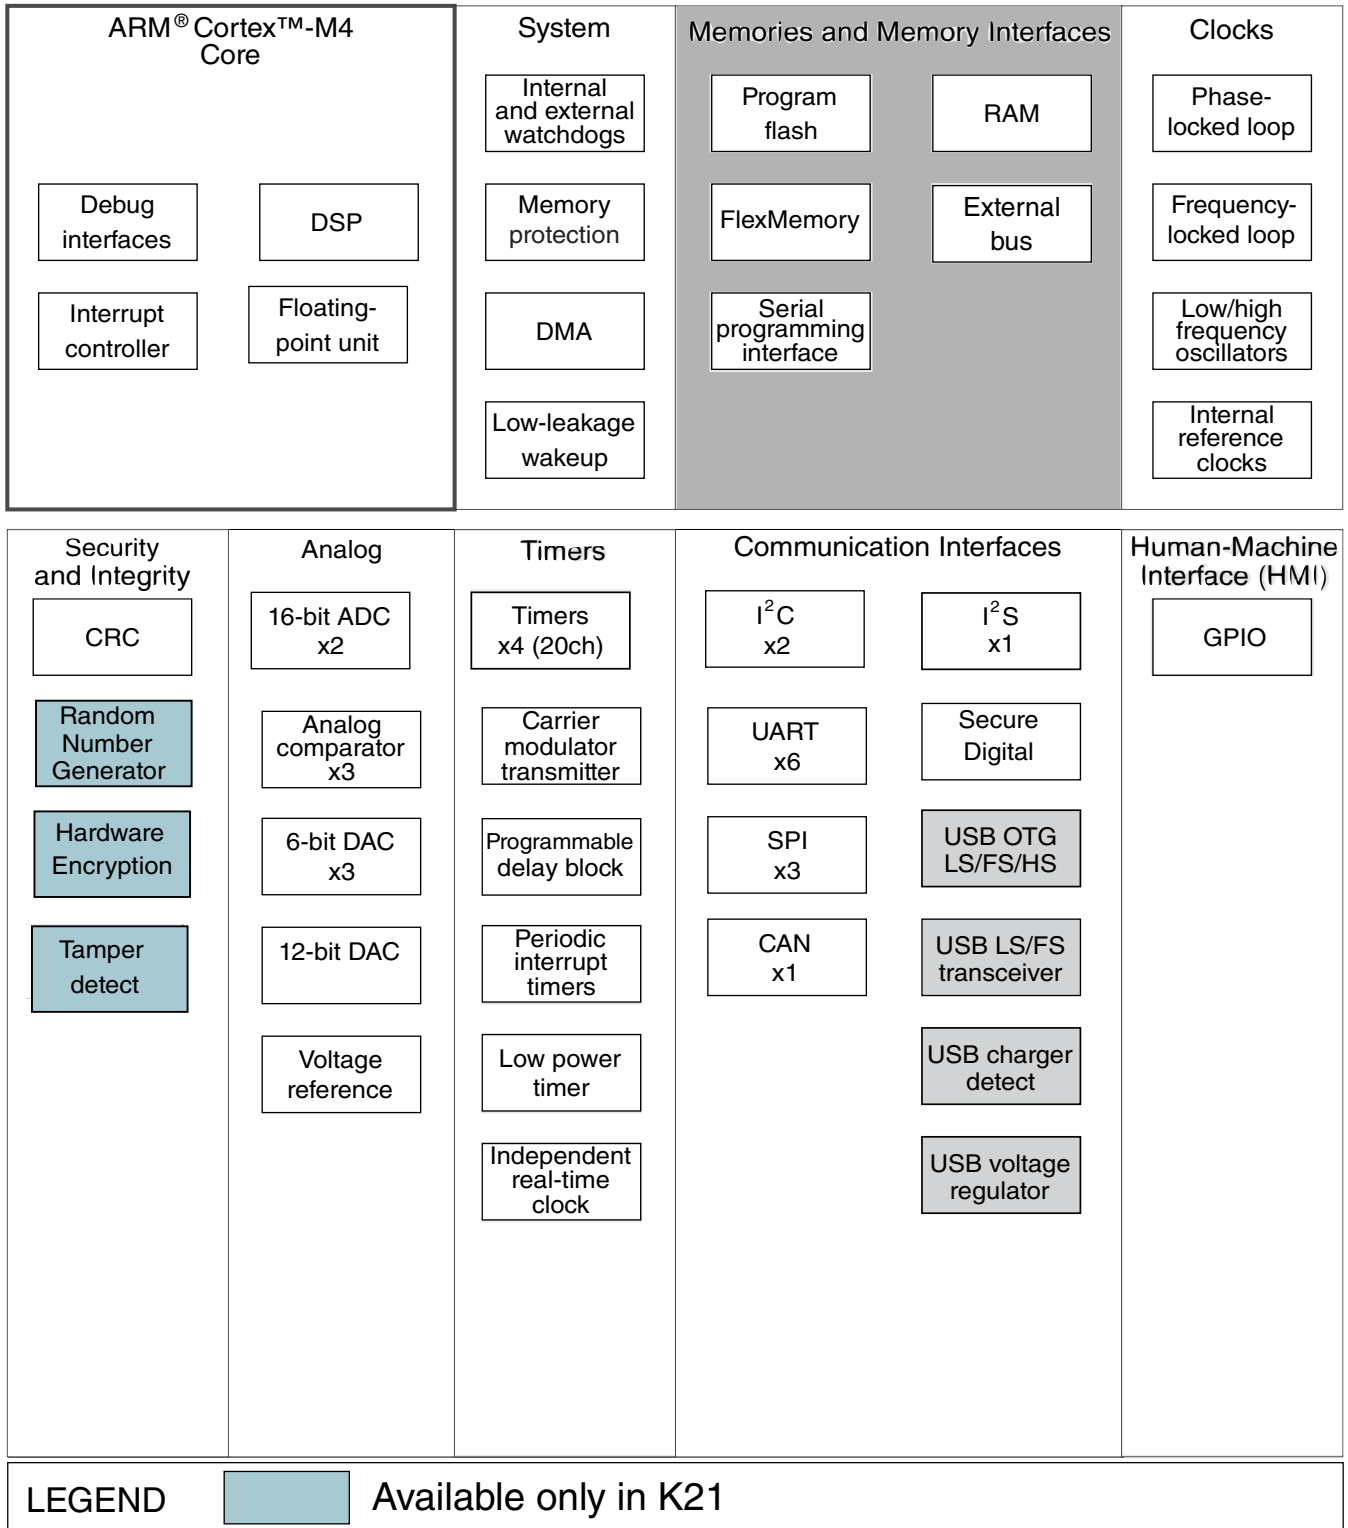 ARM® Cortex™-M4
Core
Debug
interfaces
DSP
Interrupt
controller
Floating-
point unit
System
Internal
and external
watchdogs
Memory
protection
DMA
Low-leakage
wakeup
Memories and Memory Interfaces
Program
flash
RAM
FlexMemory
External
bus
Serial
programming
interface
Clocks
Phase-
locked loop
Frequency-
locked loop
Low/high
frequency
oscillators
Internal
reference
clocks
Security
and Integrity
CRC
Random
Number
Generator
Hardware
Encryption
Tamper
detect
Analog
16-bit ADC
x2
Analog
comparator
x3
6-bit DAC
x3
12-bit DAC
Voltage
reference
Timers
Timers
x4 (20ch)
Carrier
modulator
transmitter
Programmable
delay block
Periodic
interrupt
timers
Low power
timer
Independent
real-time
clock
Communication Interfaces
I²C
x2
I²S
x1
UART
x6
Secure
Digital
SPI
x3
USB OTG
LS/FS/HS
CAN
x1
USB LS/FS
transceiver
USB charger
detect
USB voltage
regulator
Human-Machine
Interface (HMI)
GPIO
LEGEND
Available only in K21